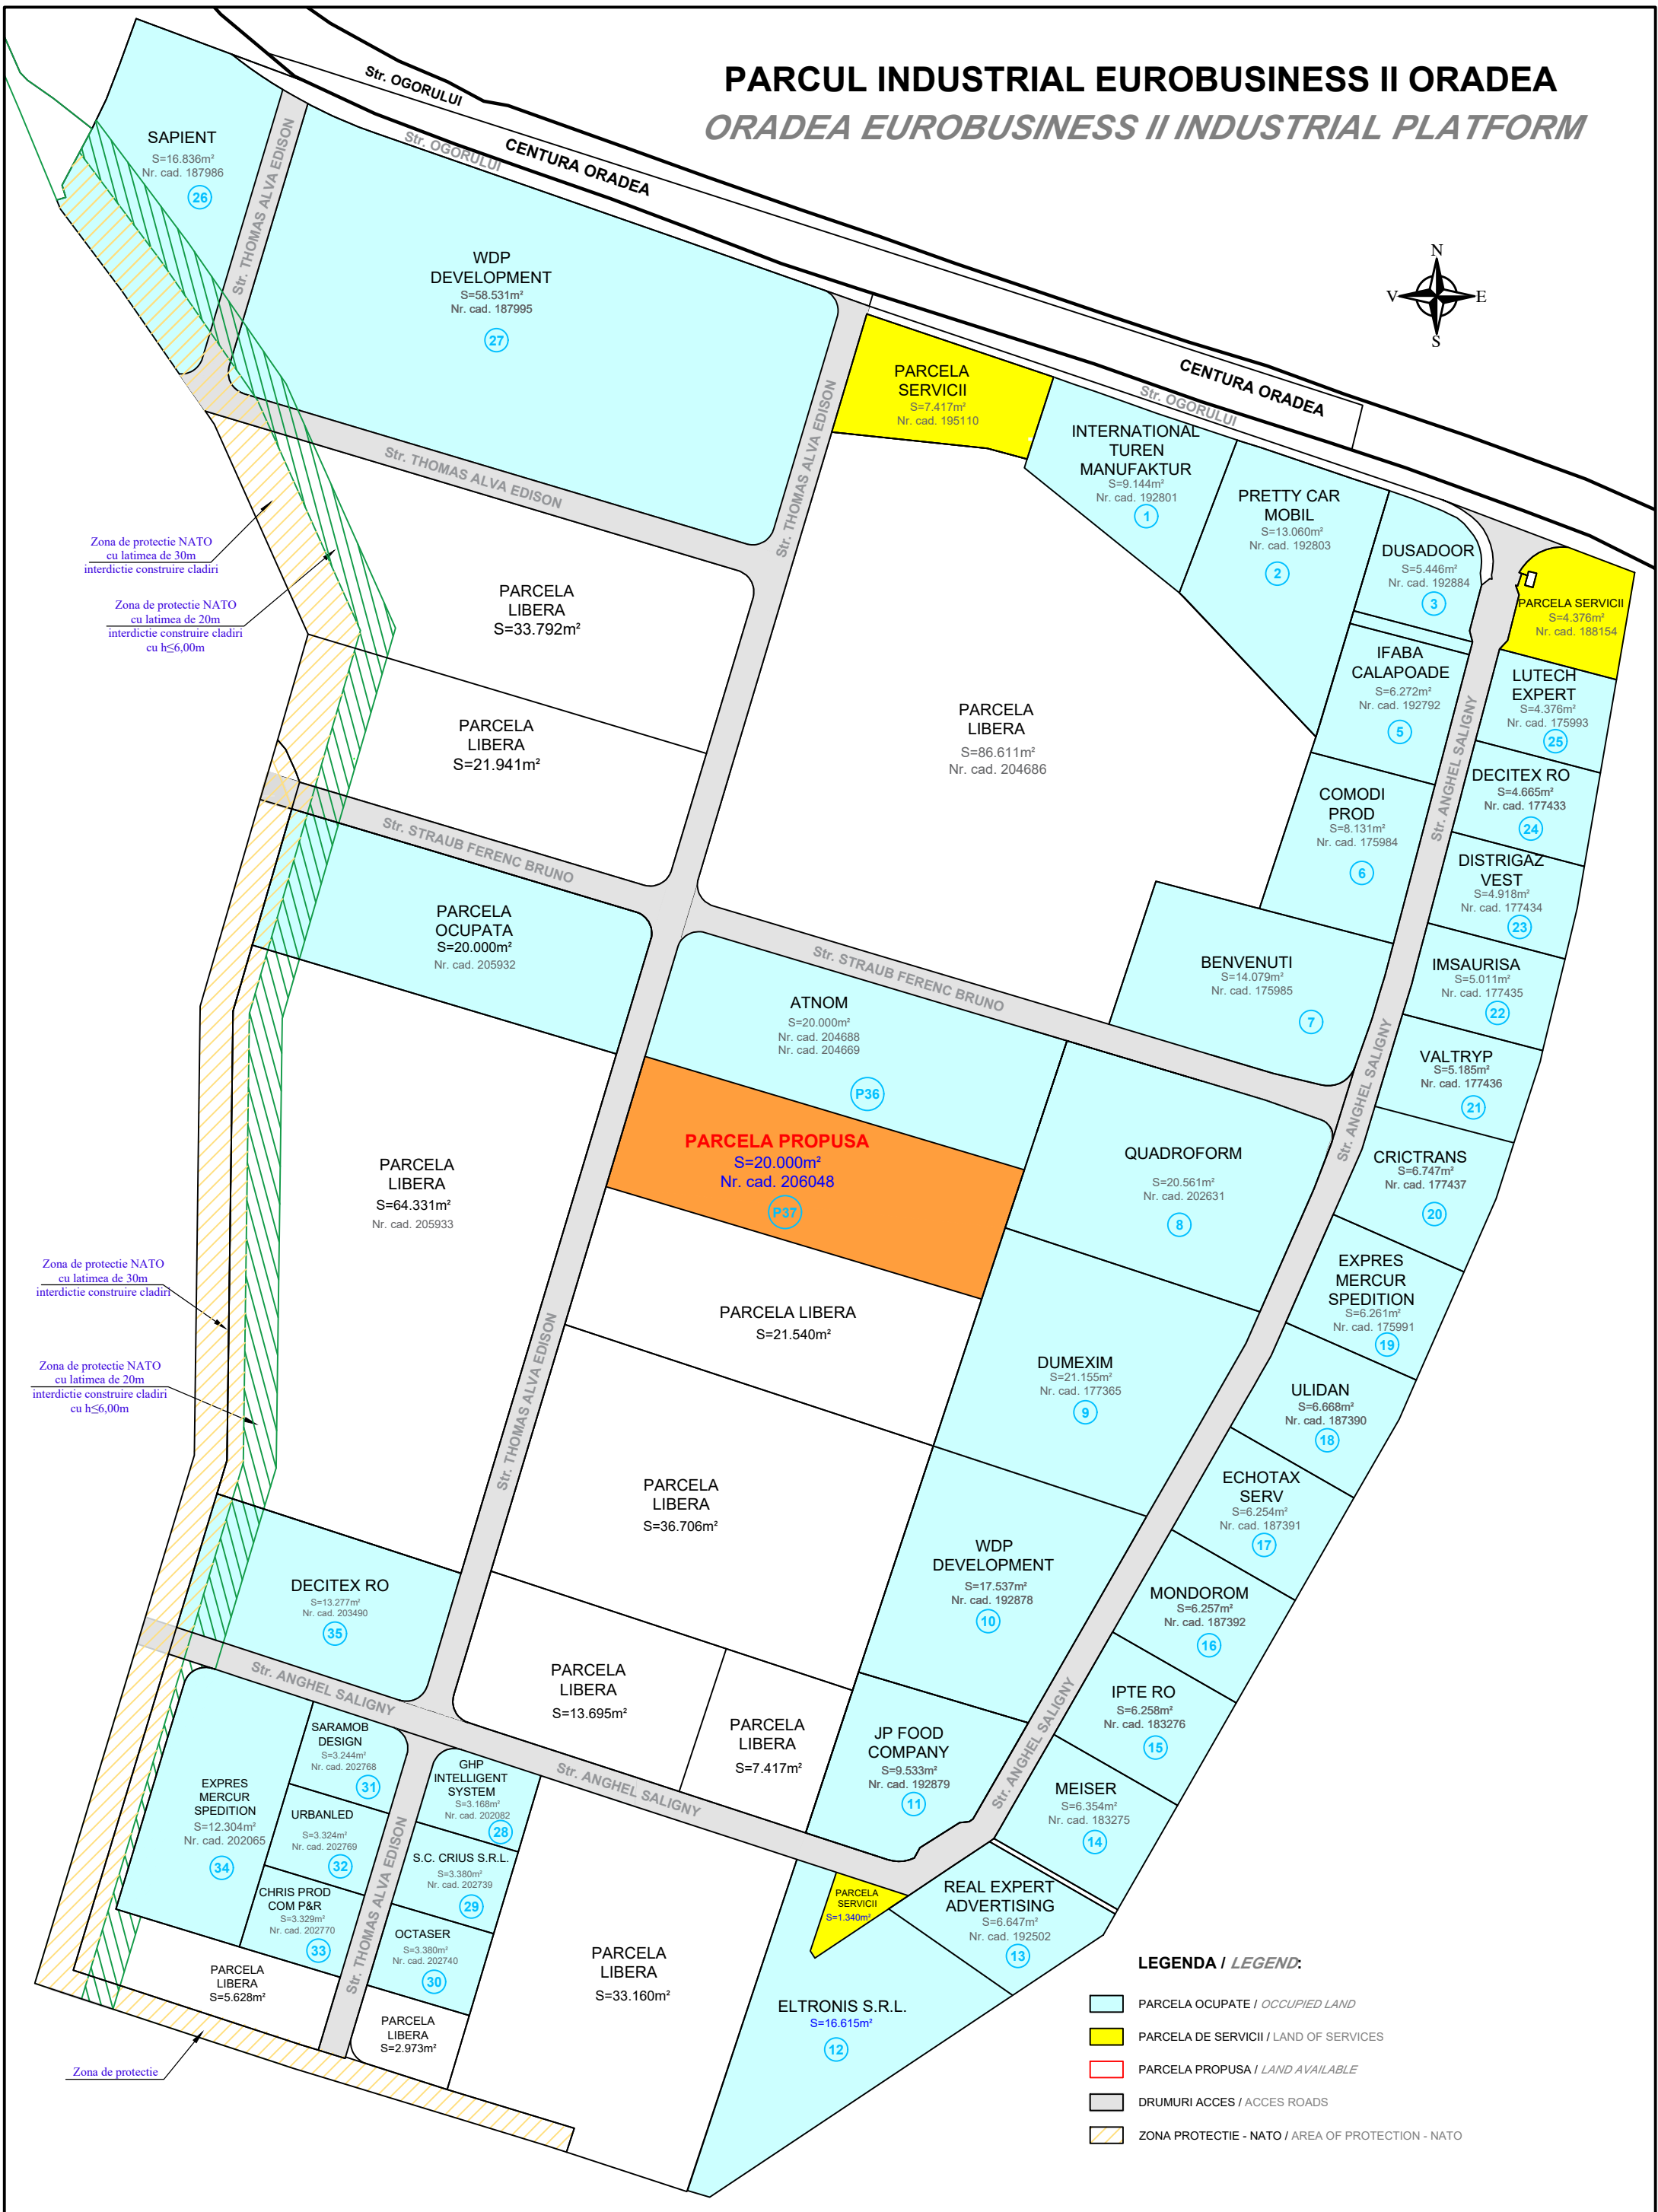 PARCUL INDUSTRIAL EUROBUSINESS II ORADEA
ORADEA EUROBUSINESS II INDUSTRIAL PLATFORM
Str. OGORULUI
Str. OGORULUI
CENTURA ORADEA
SAPIENT
S=16.836m²
Nr. cad. 187986
26
Str. THOMAS ALVA EDISON
WDP
DEVELOPMENT
S=58.531m²
Nr. cad. 187995
27
N
V
E
S
Str. THOMAS ALVA EDISON
Str. THOMAS ALVA EDISON
PARCELA
SERVICII
S=7.417m²
Nr. cad. 195110
CENTURA ORADEA
Str. OGORULUI
INTERNATIONAL
TUREN
MANUFAKTUR
S=9.144m²
Nr. cad. 192801
1
PRETTY CAR
MOBIL
S=13.060m²
Nr. cad. 192803
2
DUSADOOR
S=5.446m²
Nr. cad. 192884
3
PARCELA SERVICII
S=4.376m²
Nr. cad. 188154
Zona de protectie NATO
cu latimea de 30m
interdictie construire cladiri
Zona de protectie NATO
cu latimea de 20m
interdictie construire cladiri
cu h≤6,00m
PARCELA
LIBERA
S=33.792m²
PARCELA
LIBERA
S=21.941m²
PARCELA
LIBERA
S=86.611m²
Nr. cad. 204686
IFABA
CALAPOADE
S=6.272m²
Nr. cad. 192792
5
LUTECH
EXPERT
S=4.376m²
Nr. cad. 175993
25
Str. ANGHEL SALIGNY
DECITEX RO
S=4.665m²
Nr. cad. 177433
24
COMODI
PROD
S=8.131m²
Nr. cad. 175984
6
DISTRIGAZ
VEST
S=4.918m²
Nr. cad. 177434
23
Str. STRAUB FERENC BRUNO
PARCELA
OCUPATA
S=20.000m²
Nr. cad. 205932
Str. STRAUB FERENC BRUNO
BENVENUTI
S=14.079m²
Nr. cad. 175985
7
IMSAURISA
S=5.011m²
Nr. cad. 177435
22
ATNOM
S=20.000m²
Nr. cad. 204688
Nr. cad. 204669
P36
Str. ANGHEL SALIGNY
VALTRYP
S=5.185m²
Nr. cad. 177436
21
PARCELA PROPUSA
S=20.000m²
Nr. cad. 206048
P37
QUADROFORM
S=20.561m²
Nr. cad. 202631
8
CRICTRANS
S=6.747m²
Nr. cad. 177437
20
PARCELA
LIBERA
S=64.331m²
Nr. cad. 205933
EXPRES
MERCUR
SPEDITION
S=6.261m²
Nr. cad. 175991
19
Zona de protectie NATO
cu latimea de 30m
interdictie construire cladiri
Zona de protectie NATO
cu latimea de 20m
interdictie construire cladiri
cu h≤6,00m
PARCELA LIBERA
S=21.540m²
Str. THOMAS ALVA EDISON
DUMEXIM
S=21.155m²
Nr. cad. 177365
9
ULIDAN
S=6.668m²
Nr. cad. 187390
18
PARCELA
LIBERA
S=36.706m²
ECHOTAX
SERV
S=6.254m²
Nr. cad. 187391
17
WDP
DEVELOPMENT
S=17.537m²
Nr. cad. 192878
10
DECITEX RO
S=13.277m²
Nr. cad. 203490
35
MONDOROM
S=6.257m²
Nr. cad. 187392
16
Str. ANGHEL SALIGNY
PARCELA
LIBERA
S=13.695m²
PARCELA
LIBERA
S=7.417m²
Str. ANGHEL SALIGNY
IPTE RO
S=6.258m²
Nr. cad. 183276
15
JP FOOD
COMPANY
S=9.533m²
Nr. cad. 192879
11
MEISER
S=6.354m²
Nr. cad. 183275
14
SARAMOB
DESIGN
S=3.244m²
Nr. cad. 202768
31
GHP
INTELLIGENT
SYSTEM
S=3.168m²
Nr. cad. 202082
28
Str. ANGHEL SALIGNY
EXPRES
MERCUR
SPEDITION
S=12.304m²
Nr. cad. 202065
34
URBANLED
S=3.324m²
Nr. cad. 202769
32
S.C. CRIUS S.R.L.
S=3.380m²
Nr. cad. 202739
29
Str. THOMAS ALVA EDISON
CHRIS PROD
COM P&R
S=3.329m²
Nr. cad. 202770
33
OCTASER
S=3.380m²
Nr. cad. 202740
30
PARCELA
SERVICII
S=1.340m²
REAL EXPERT
ADVERTISING
S=6.647m²
Nr. cad. 192502
13
PARCELA
LIBERA
S=5.628m²
PARCELA
LIBERA
S=2.973m²
PARCELA
LIBERA
S=33.160m²
ELTRONIS S.R.L.
S=16.615m²
12
Zona de protectie
LEGENDA / LEGEND:
PARCELA OCUPATE / OCCUPIED LAND
PARCELA DE SERVICII / LAND OF SERVICES
PARCELA PROPUSA / LAND AVAILABLE
DRUMURI ACCES / ACCES ROADS
ZONA PROTECTIE - NATO / AREA OF PROTECTION - NATO